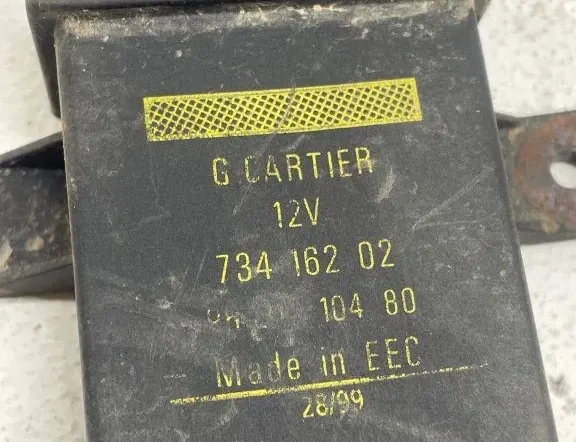 G.CARTIER
12V
734 162 02
104 80
Made in EEC
28/99